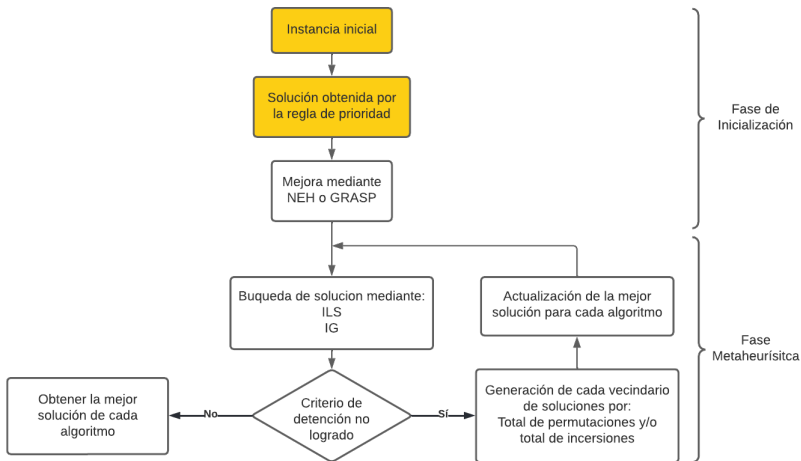 Instancia inicial
Solución obtenida por
la regla de prioridad
Mejora mediante
NEH o GRASP
Fase de
Inicialización
Buqueda de solucion mediante:
ILS
IG
Actualización de la mejor
solución para cada algoritmo
Fase
Metaheurísitca
Criterio de
detención no
logrado
No
Sí
Obtener la mejor
solución de cada
algoritmo
Generación de cada vecindario
de soluciones por:
Total de permutaciones y/o
total de incersiones